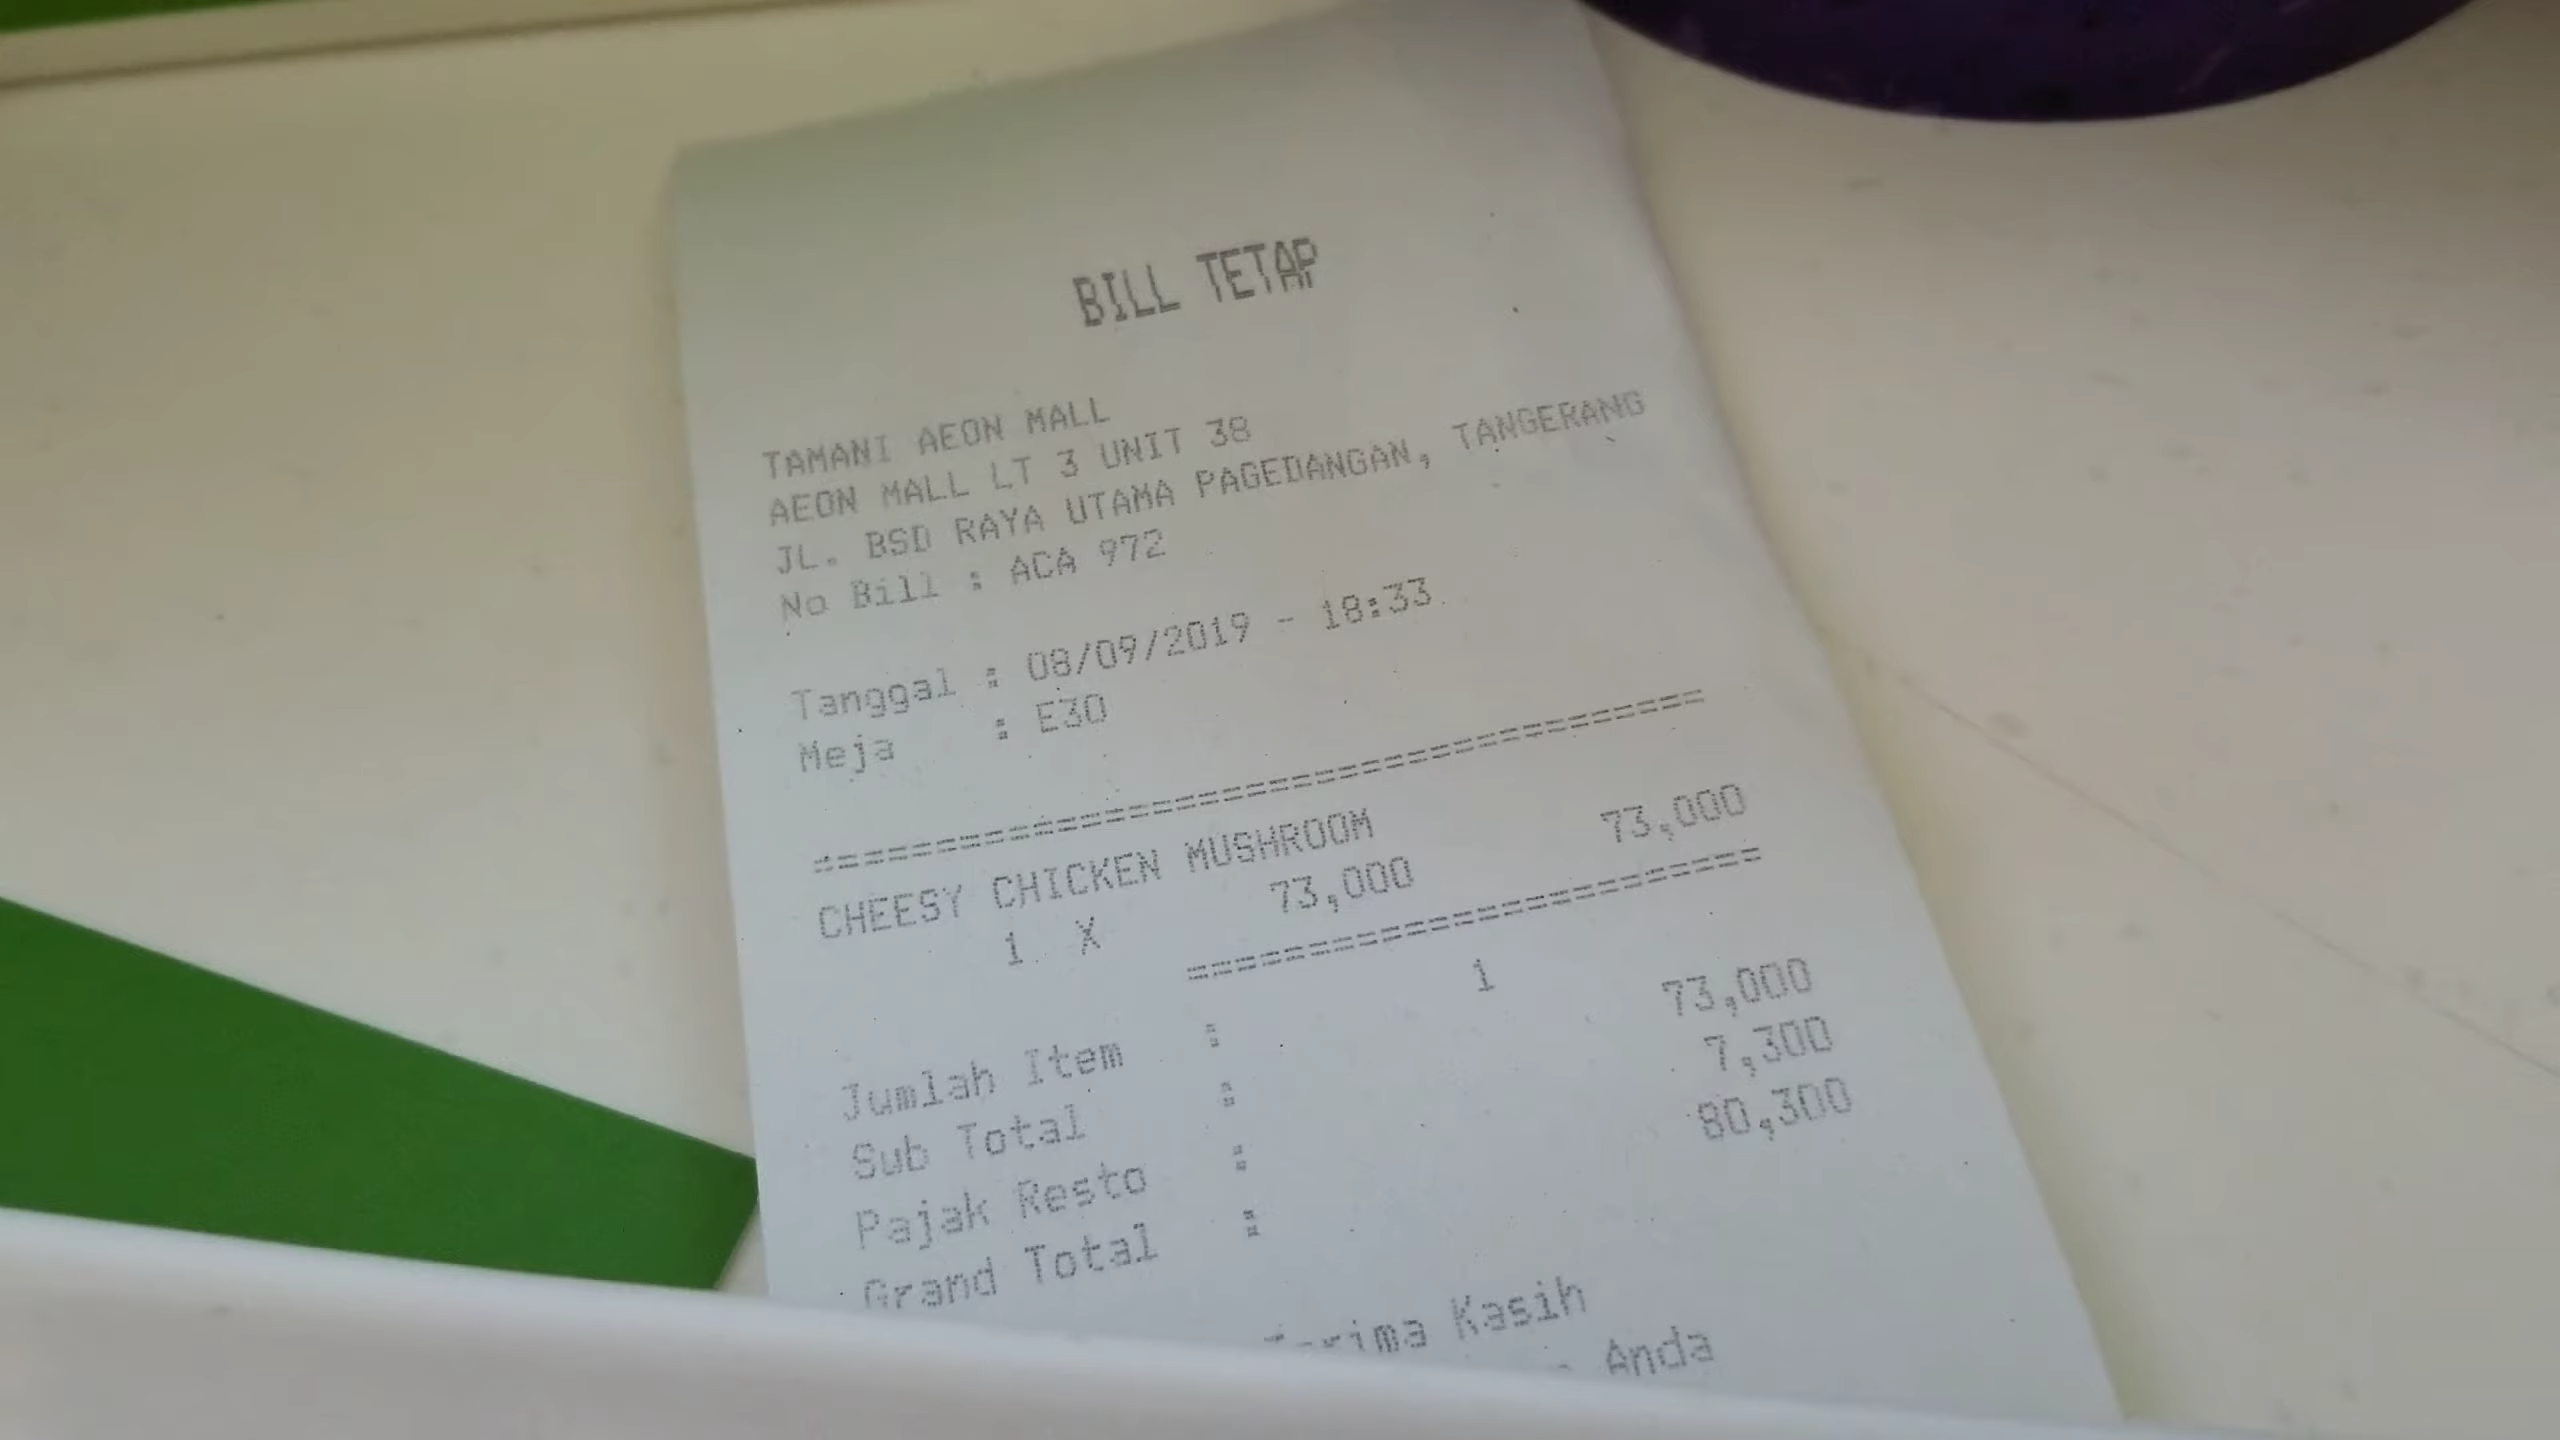 BILL TETAP
TAMANI AEON MALL
AEON MALL LT 3 UNIT 38
JL. BSD RAYA UTAMA PAGEDANGAN, TANGERANG
No Bill : ACA 972
Tanggal : 08/09/2019 - 18:33
Meja : E30
==========================================
CHEESY CHICKEN MUSHROOM
1 X 73,000 73,000
===========================
Jumlah Item : 1
Sub Total : 73,000
Pajak Resto : 7,300
Grand Total : 80,300
Terima Kasih
Anda